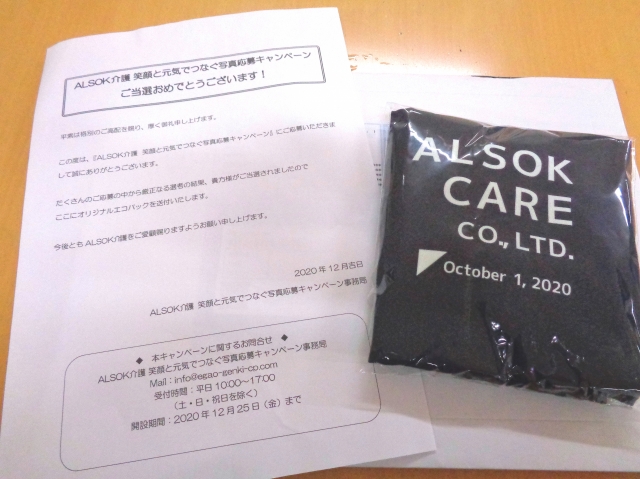 ALSOK介護 笑顔と元気でつなぐ写真応募キャンペーン
ご当選おめでとうございます！
平素は格別のご高配を賜り、厚く御礼申し上げます。
この度は、『ALSOK介護 笑顔と元気でつなぐ写真応募キャンペーン』にご応募いただきま
して誠にありがとうございます。
たくさんのご応募の中から厳正なる選考の結果、貴方様がご当選されましたので
ここにオリジナルエコバックを送付いたします。
今後ともALSOK介護をご愛顧賜りますようお願い申し上げます。
2020年12月吉日
ALSOK介護 笑顔と元気でつなぐ写真応募キャンペーン事務局
◆ 本キャンペーンに関するお問合せ ◆
ALSOK介護 笑顔と元気でつなぐ写真応募キャンペーン事務局
Mail：info@egao-genki-cp.com
受付時間：平日10:00～17:00
（土・日・祝日を除く）
開設期間：2020年12月25日（金）まで
ALSOK
CARE
CO., LTD.
October 1, 2020